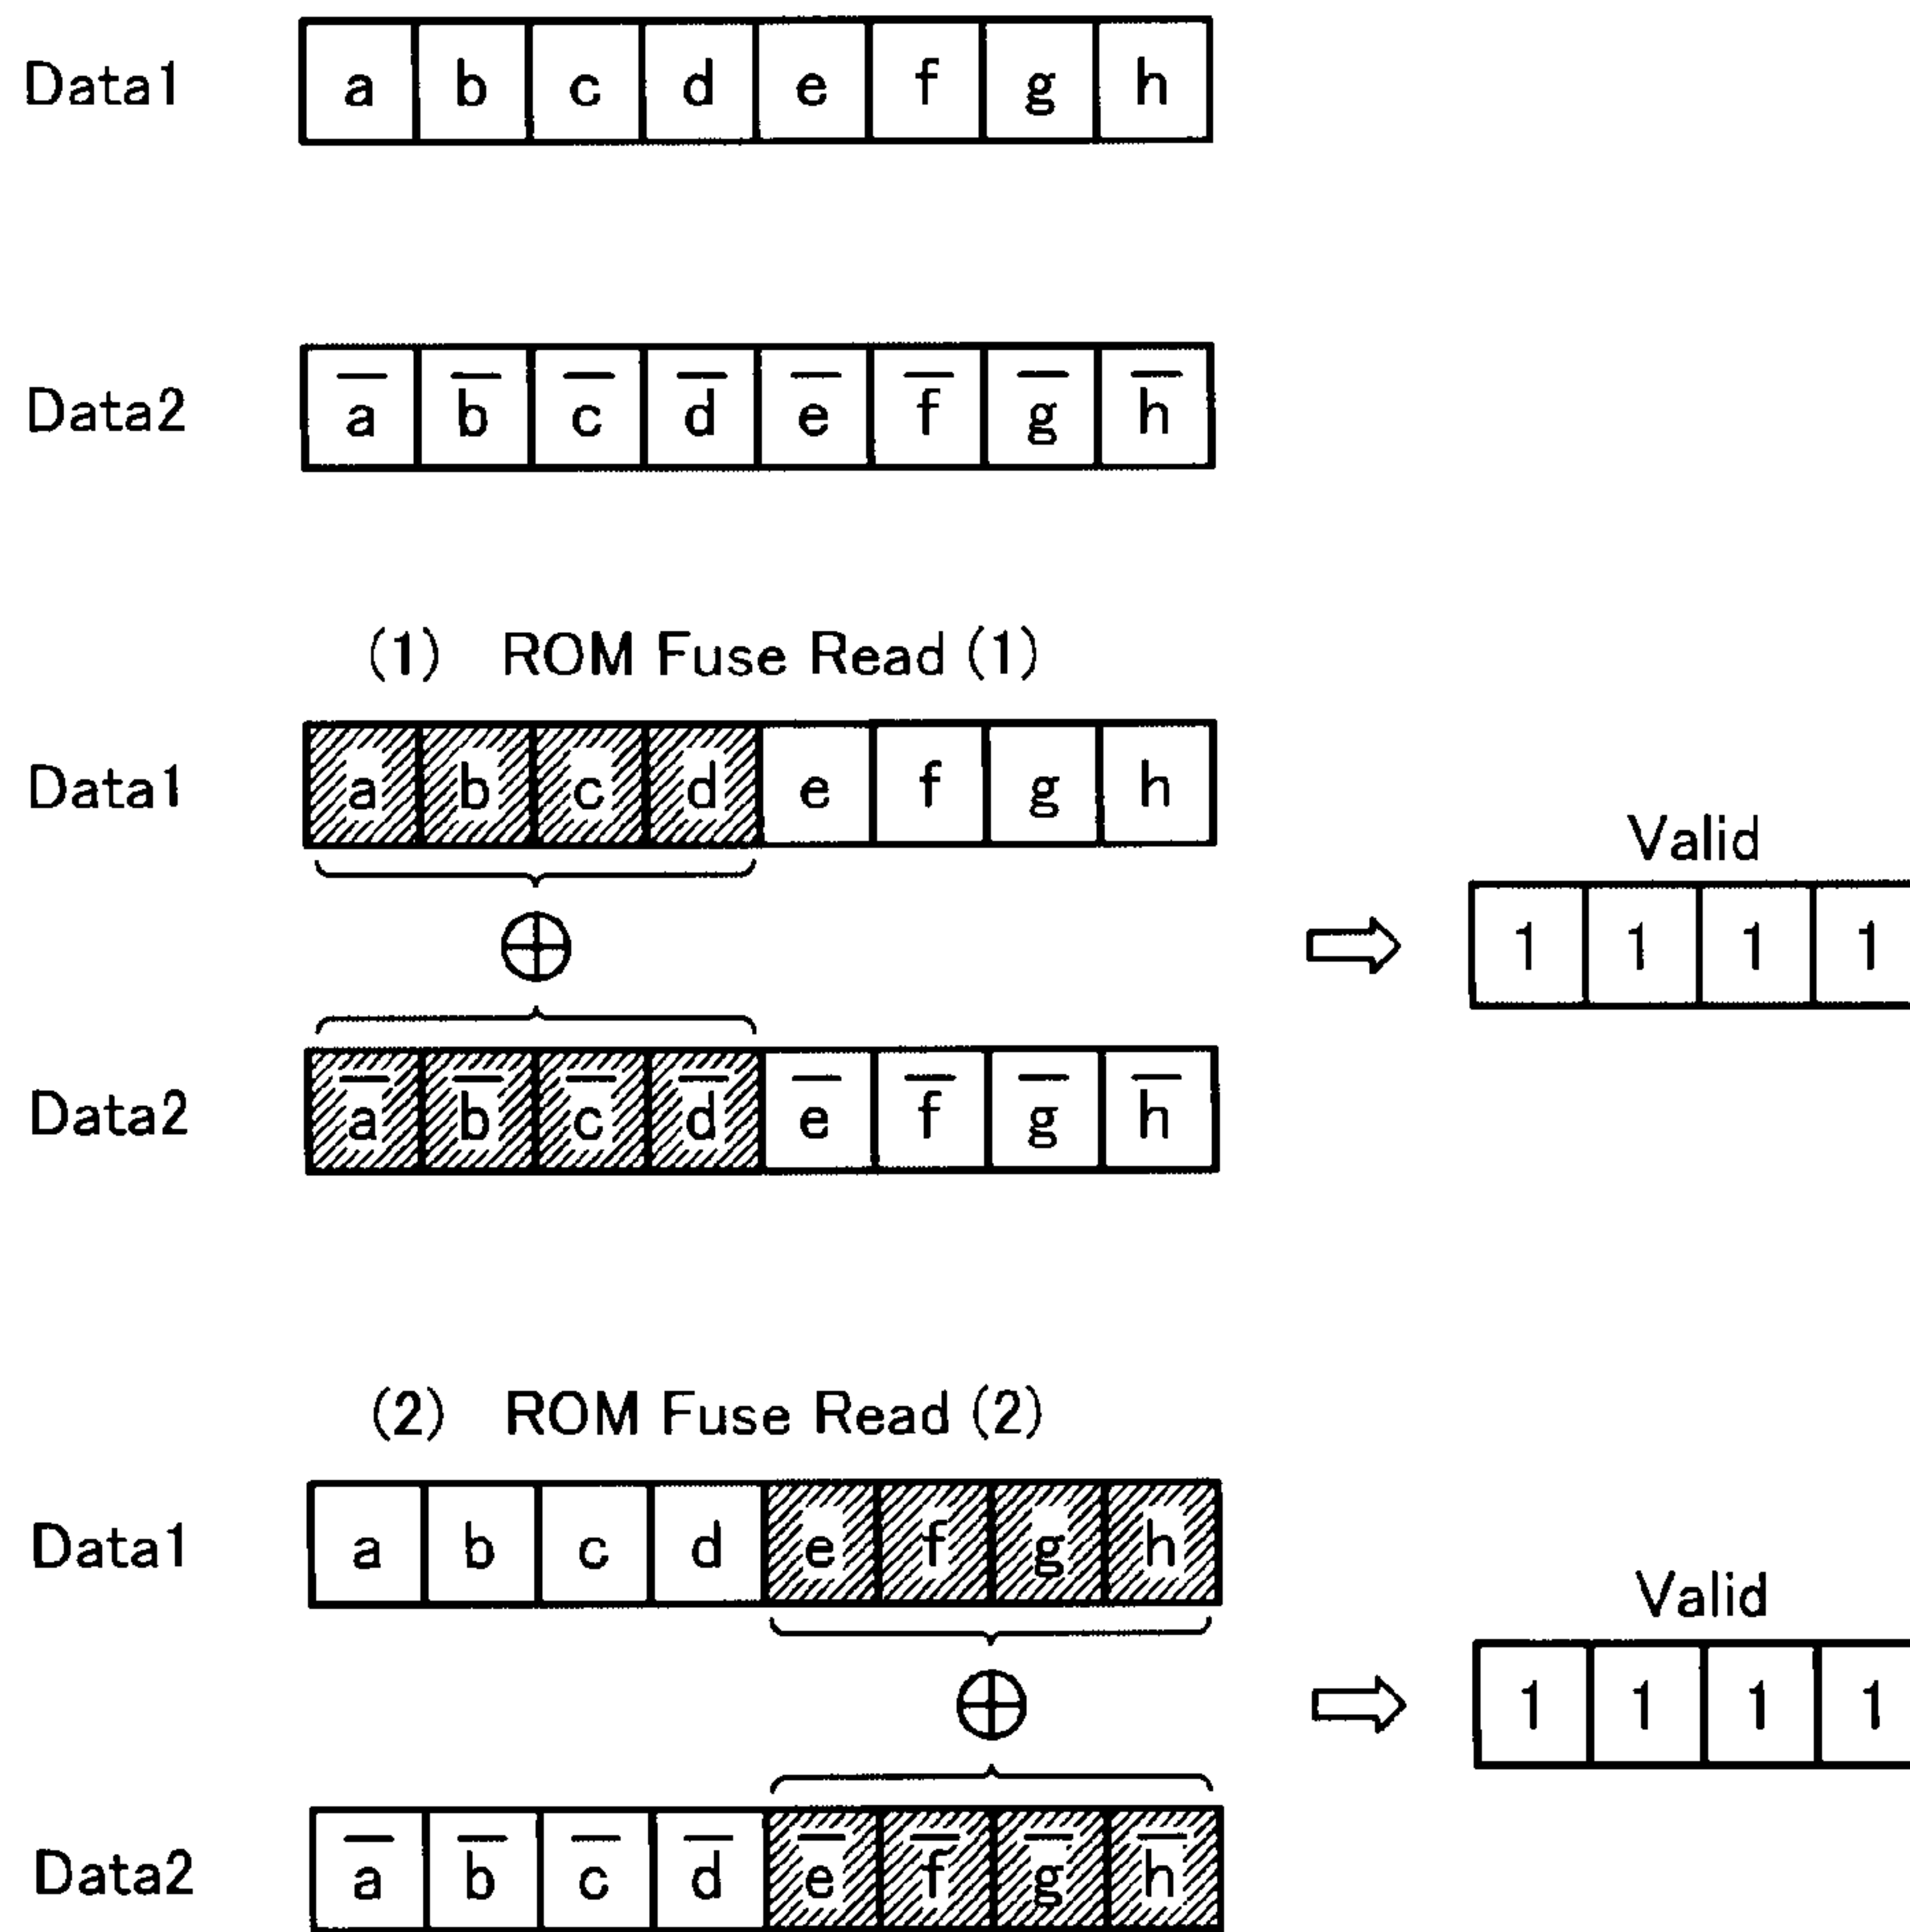 Data1 a b c d e f g h
Data2 a̅ b̅ c̅ d̅ e̅ f̅ g̅ h̅
(1) ROM Fuse Read (1)
Data1 a b c d e f g h
Valid
⊕ ⇨ 1 1 1 1
Data2 a̅ b̅ c̅ d̅ e̅ f̅ g̅ h̅
(2) ROM Fuse Read (2)
Data1 a b c d e f g h
Valid
⊕ ⇨ 1 1 1 1
Data2 a̅ b̅ c̅ d̅ e̅ f̅ g̅ h̅